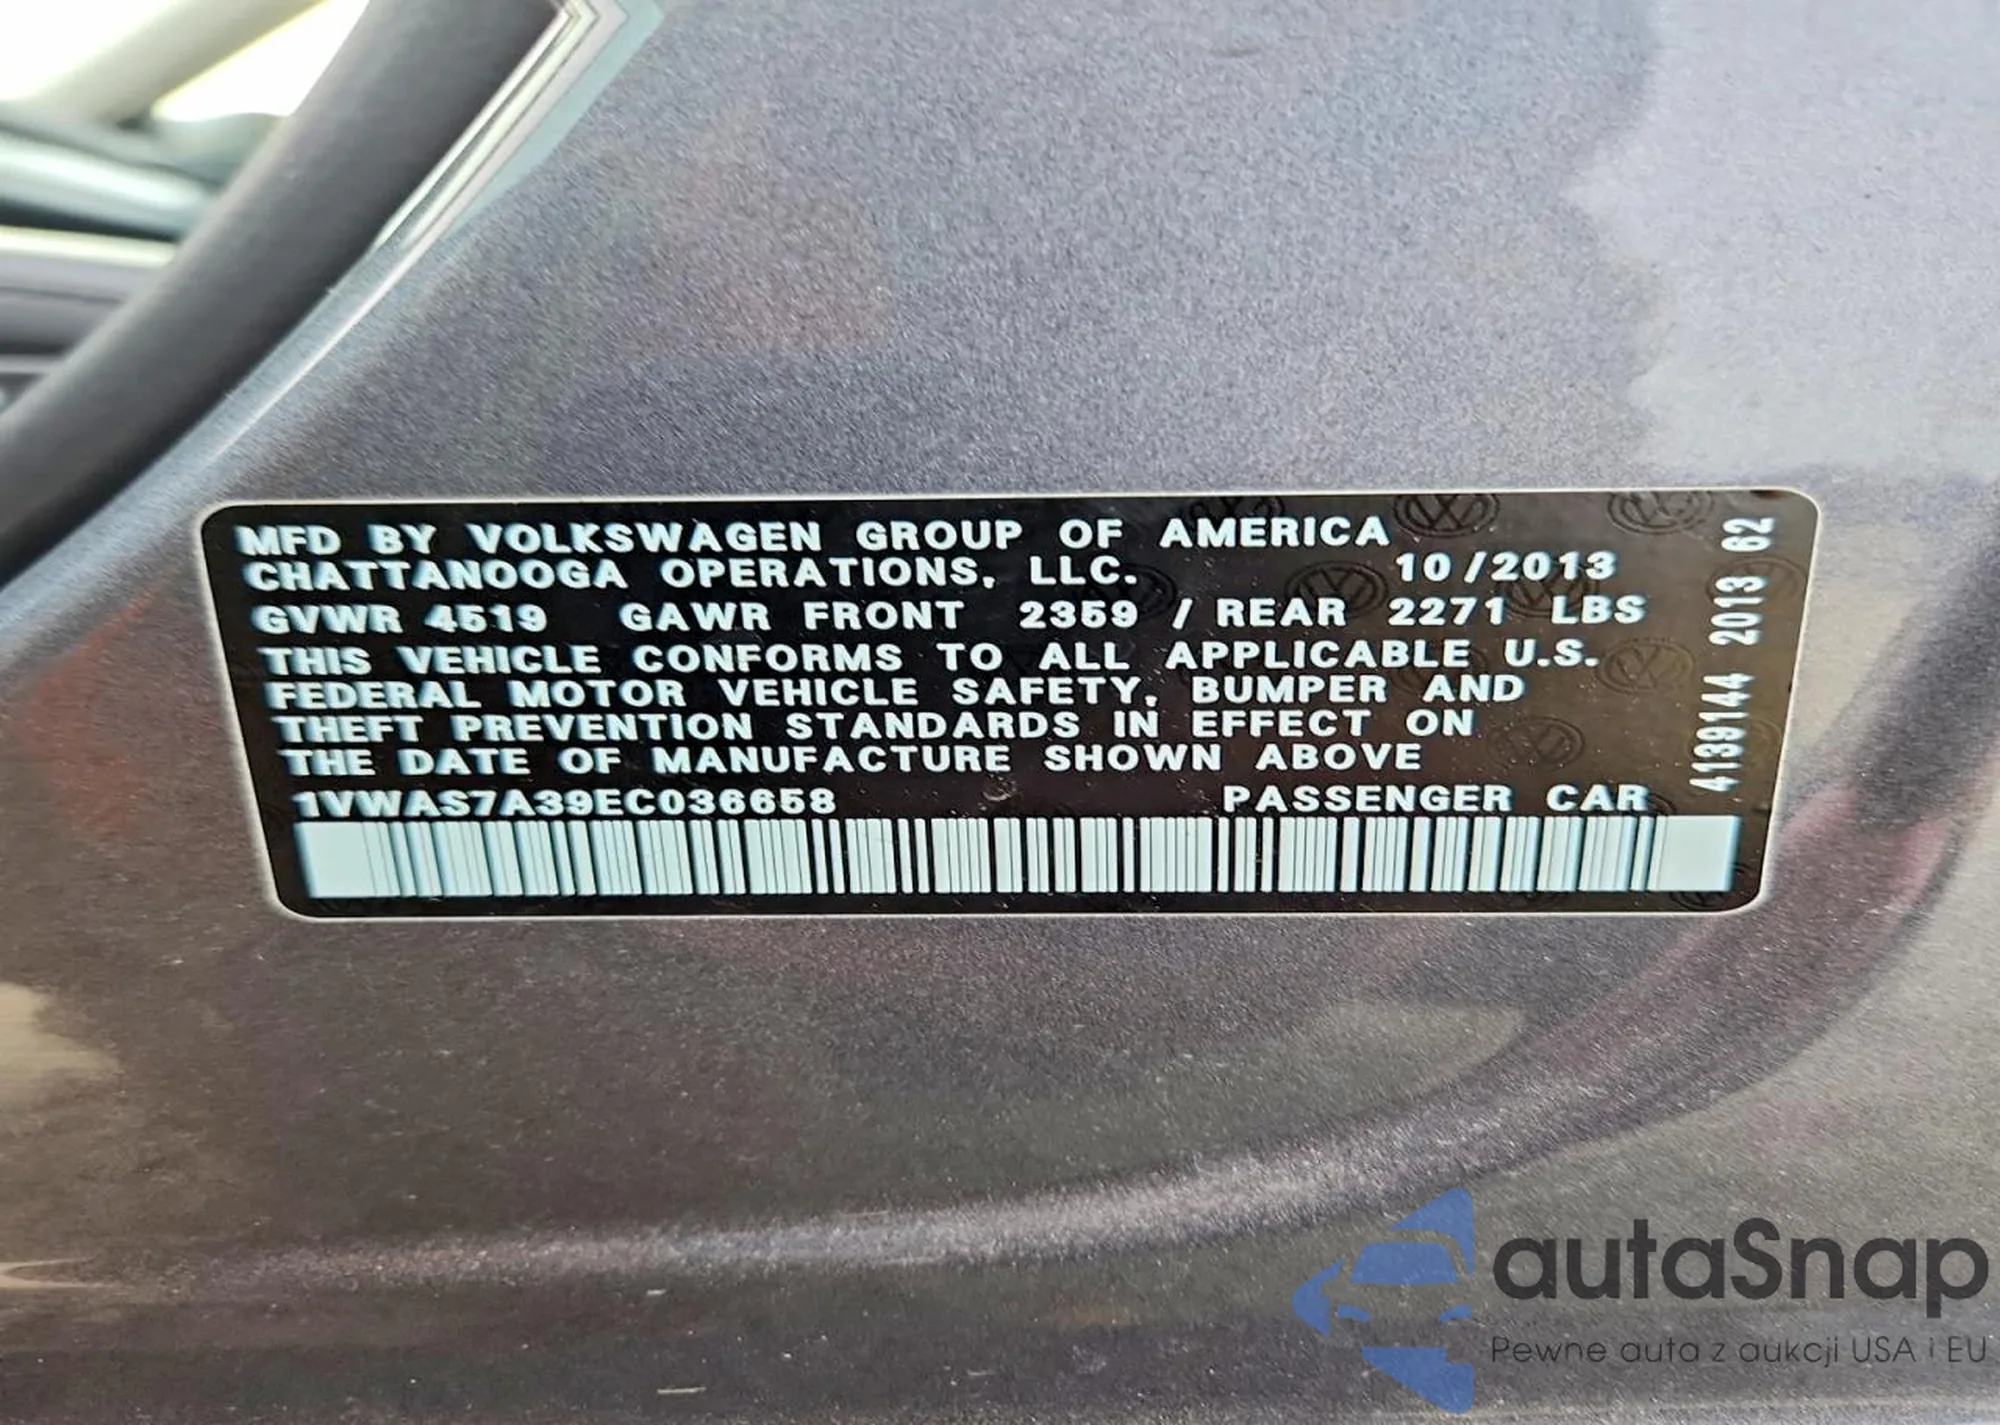 MFD BY VOLKSWAGEN GROUP OF AMERICA
CHATTANOOGA OPERATIONS, LLC. 10/2013
GVWR 4519 GAWR FRONT 2359 / REAR 2271 LBS
THIS VEHICLE CONFORMS TO ALL APPLICABLE U.S.
FEDERAL MOTOR VEHICLE SAFETY, BUMPER AND
THEFT PREVENTION STANDARDS IN EFFECT ON
THE DATE OF MANUFACTURE SHOWN ABOVE
1VWAS7A39EC036658 PASSENGER CAR
4139144 2013 62
autaSnap
Pewne auta z aukcji USA i EU